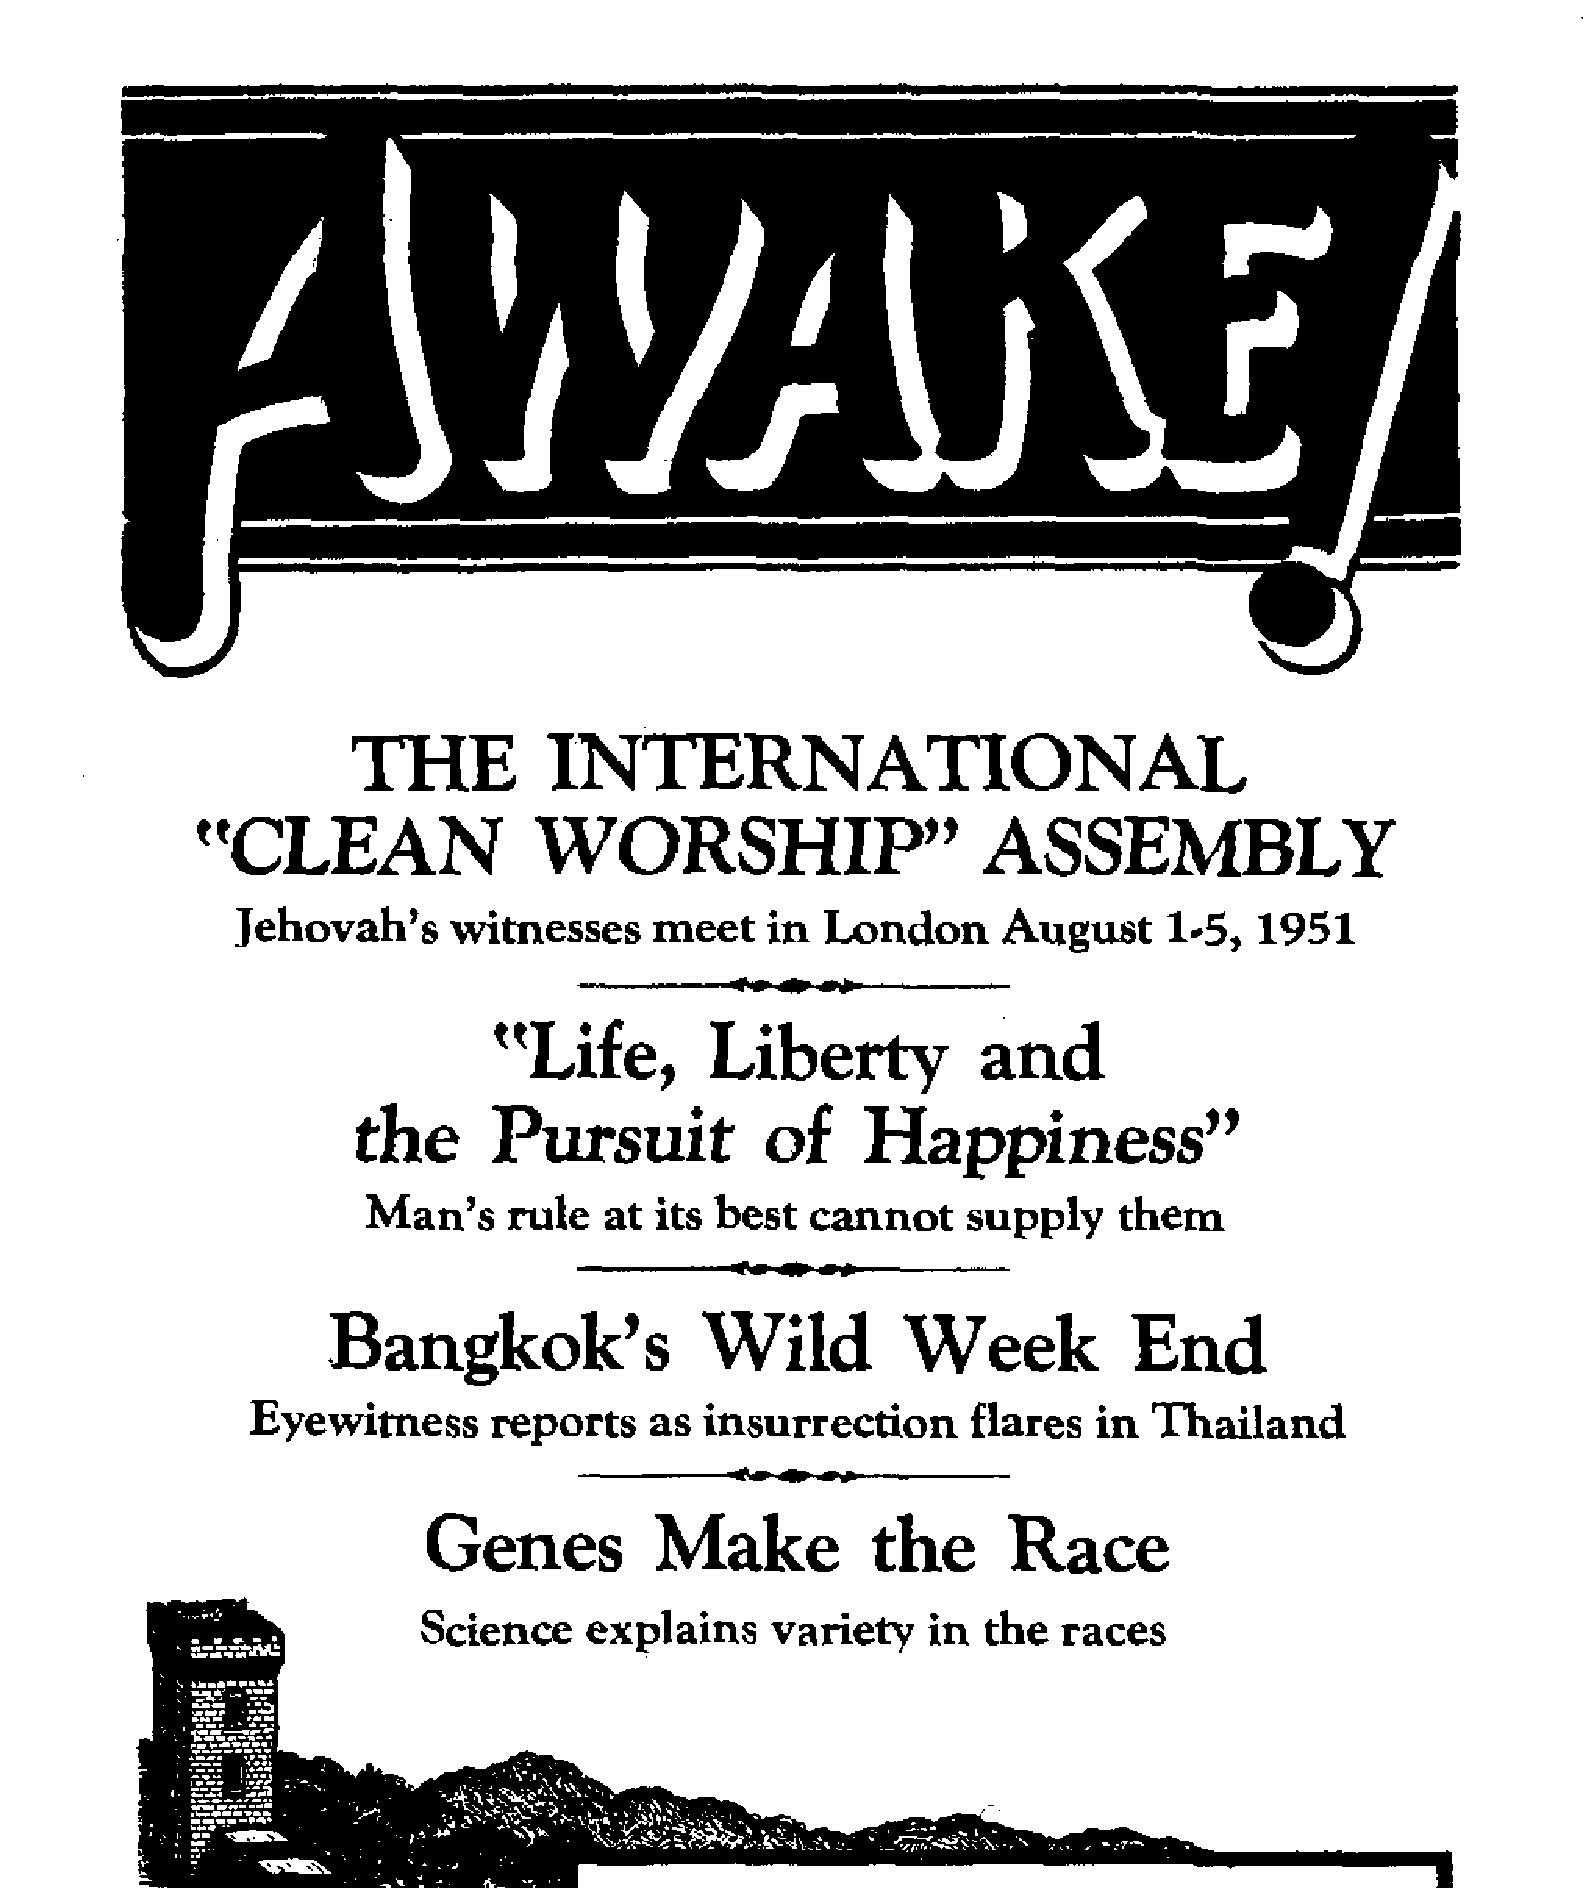 AWAKE!
THE INTERNATIONAL
"CLEAN WORSHIP" ASSEMBLY
Jehovah's witnesses meet in London August 1-5, 1951
"Life, Liberty and
the Pursuit of Happiness"
Man's rule at its best cannot supply them
Bangkok's Wild Week End
Eyewitness reports as insurrection flares in Thailand
Genes Make the Race
Science explains variety in the races